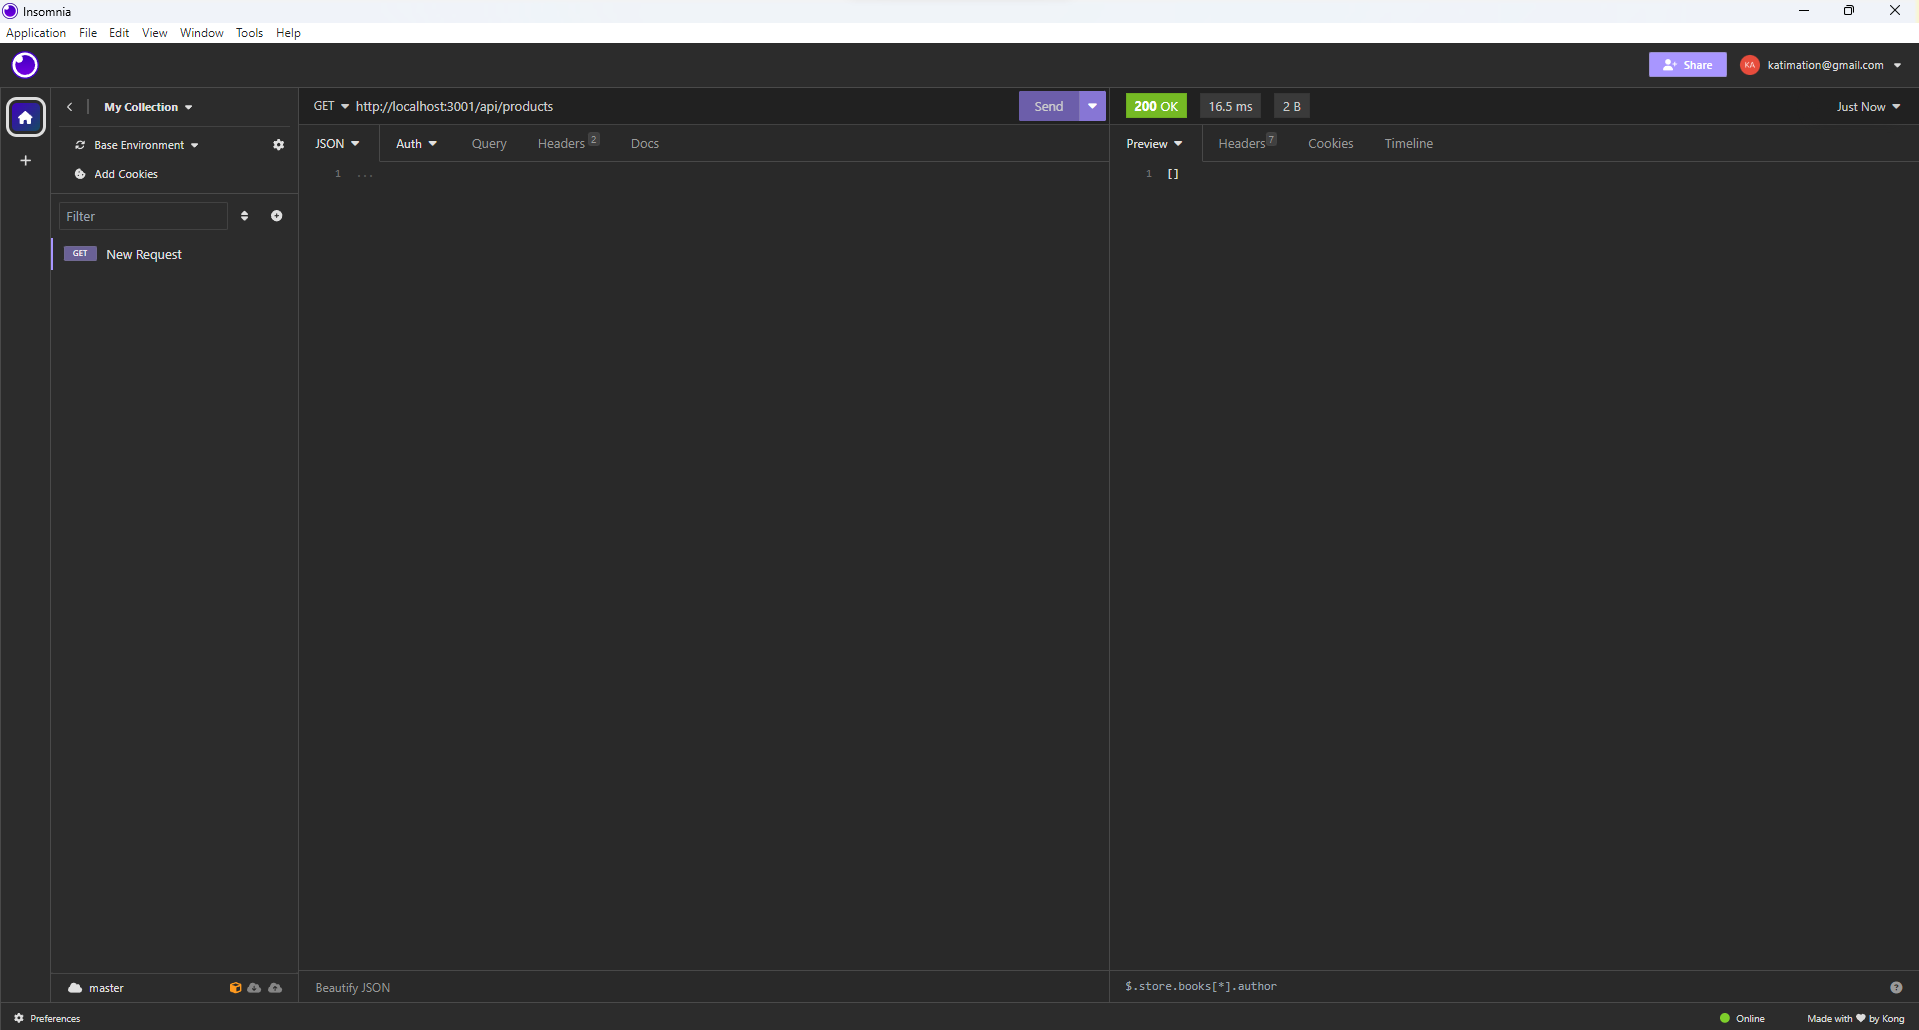 Insomnia
Application File Edit View Window Tools Help
Share KA katimation@gmail.com
My Collection
GET http://localhost:3001/api/products Send
200 OK 16.5 ms 2 B Just Now
Base Environment
JSON Auth Query Headers 2 Docs
Preview Headers 7 Cookies Timeline
Add Cookies
1 ...
1 []
Filter
GET New Request
master
Beautify JSON
$.store.books[*].author
Preferences
Online Made with ♥ by Kong